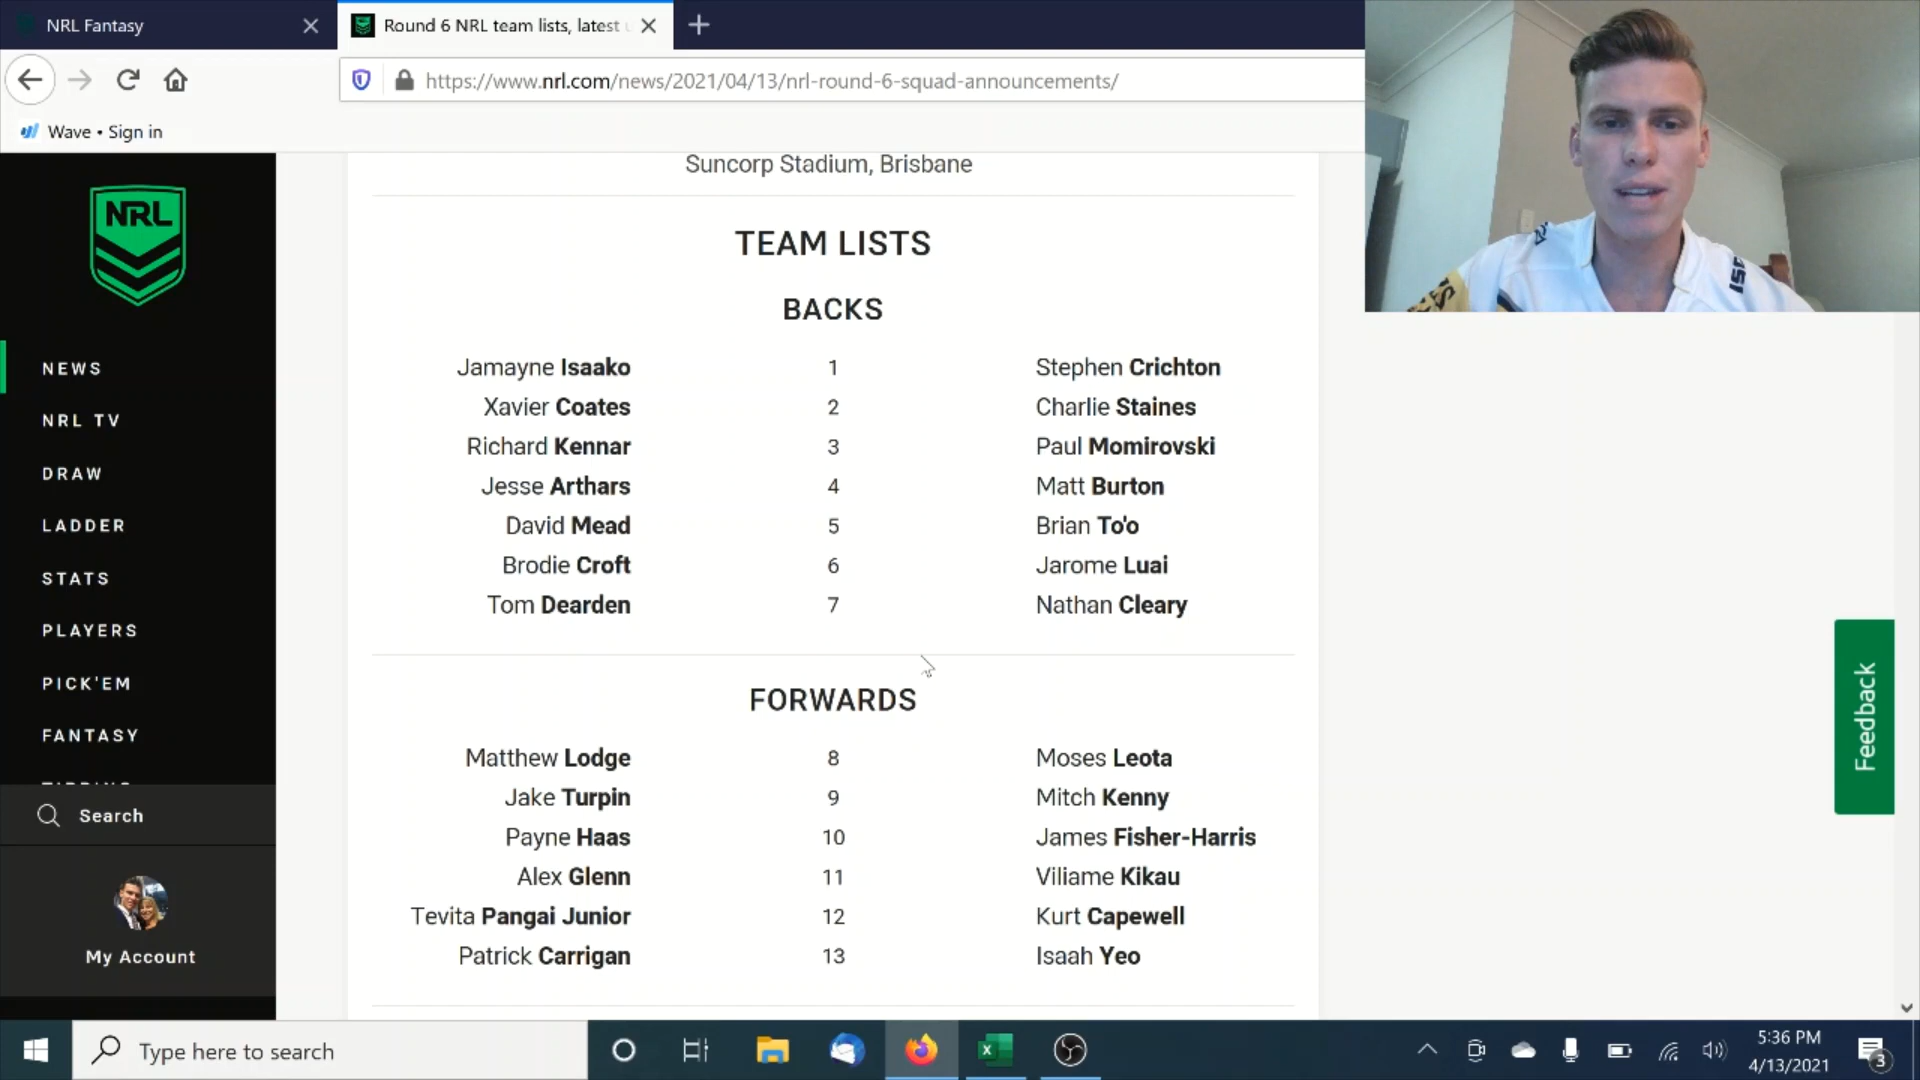 NRL Fantasy
Round 6 NRL team lists, latest
https://www.nrl.com/news/2021/04/13/nrl-round-6-squad-announcements/
Wave • Sign in
NRL
NEWS
NRL TV
DRAW
LADDER
STATS
PLAYERS
PICK'EM
FANTASY
Search
My Account
Suncorp Stadium, Brisbane
TEAM LISTS
BACKS
Jamayne Isaako 1 Stephen Crichton
Xavier Coates 2 Charlie Staines
Richard Kennar 3 Paul Momirovski
Jesse Arthars 4 Matt Burton
David Mead 5 Brian To'o
Brodie Croft 6 Jarome Luai
Tom Dearden 7 Nathan Cleary
FORWARDS
Matthew Lodge 8 Moses Leota
Jake Turpin 9 Mitch Kenny
Payne Haas 10 James Fisher-Harris
Alex Glenn 11 Viliame Kikau
Tevita Pangai Junior 12 Kurt Capewell
Patrick Carrigan 13 Isaah Yeo
Feedback
Type here to search
5:36 PM
4/13/2021
3